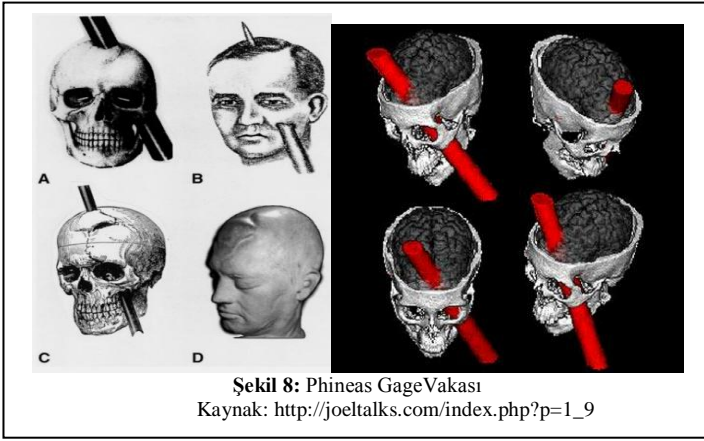 A
B
C
D
Şekil 8: Phineas GageVakası
Kaynak: http://joeltalks.com/index.php?p=1_9